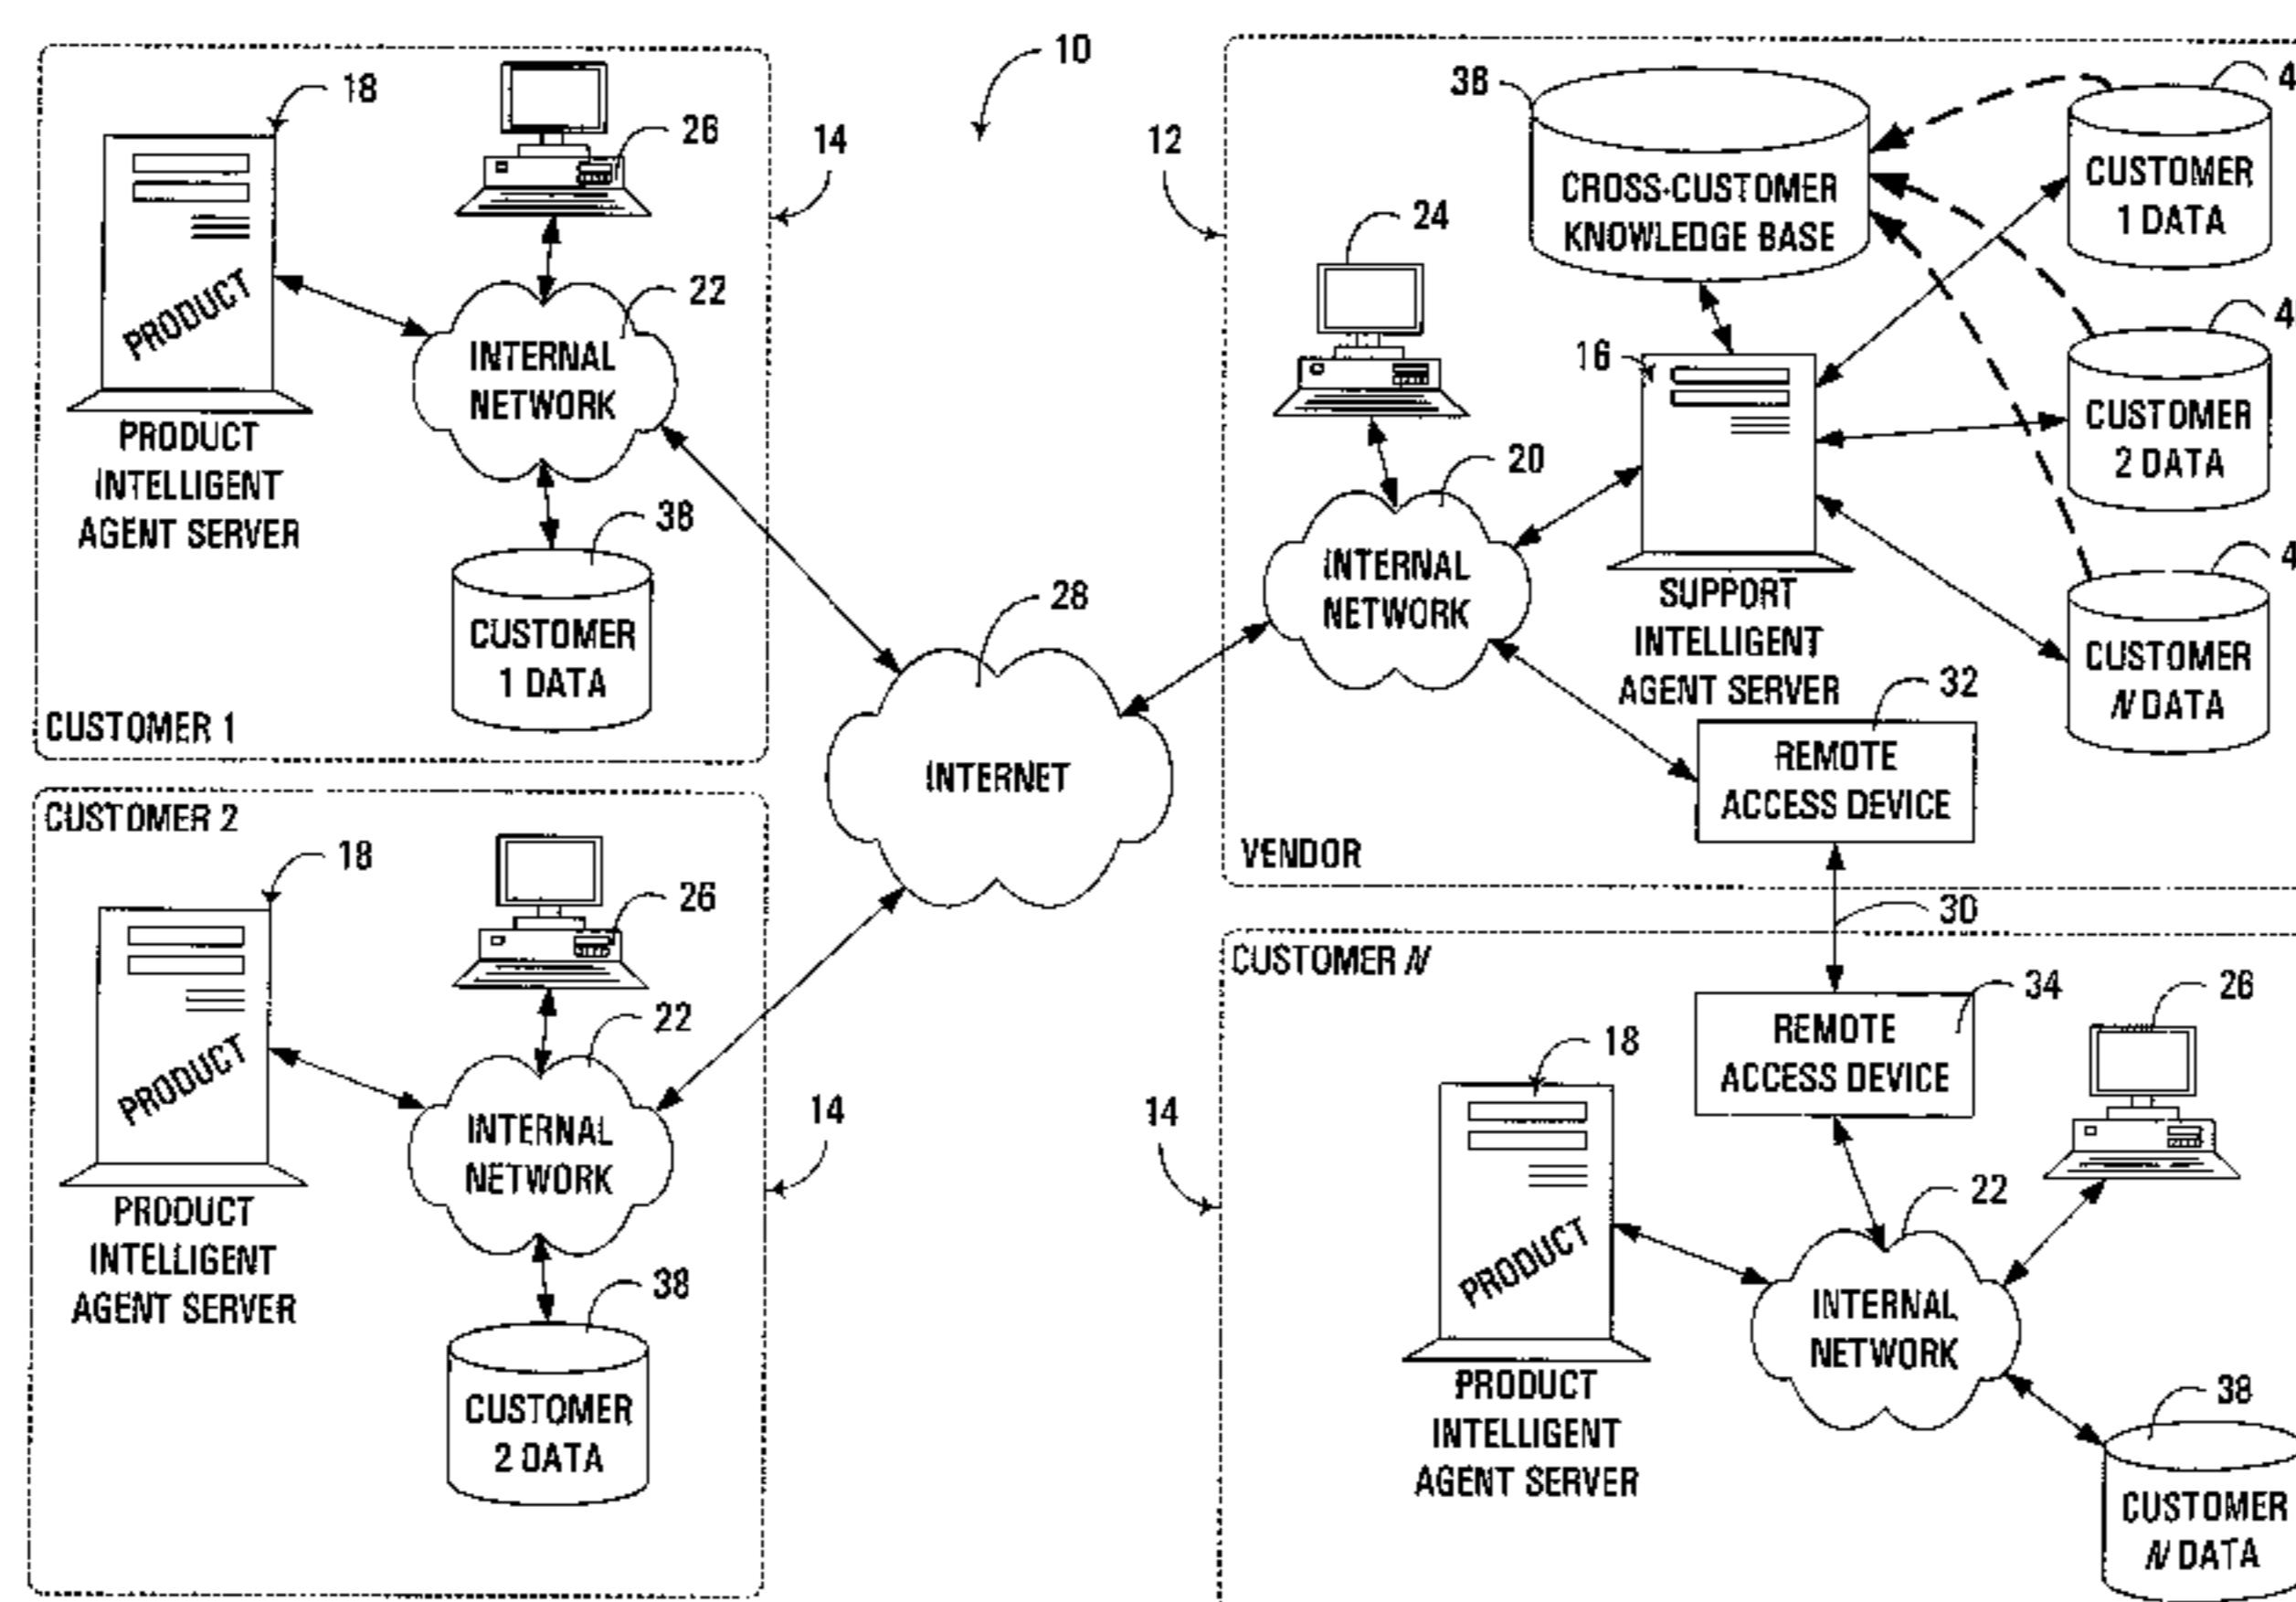 18
26
14
PRODUCT
22
INTERNAL
NETWORK
PRODUCT
INTELLIGENT
AGENT SERVER
38
CUSTOMER
1 DATA
CUSTOMER 1
10
28
INTERNET
CUSTOMER 2
18
26
PRODUCT
22
INTERNAL
NETWORK
14
PRODUCT
INTELLIGENT
AGENT SERVER
38
CUSTOMER
2 DATA
12
36
CROSS-CUSTOMER
KNOWLEDGE BASE
CUSTOMER
1 DATA
24
16
CUSTOMER
2 DATA
20
INTERNAL
NETWORK
SUPPORT
INTELLIGENT
AGENT SERVER
CUSTOMER
N DATA
32
REMOTE
ACCESS DEVICE
VENDOR
30
CUSTOMER N
34
REMOTE
ACCESS DEVICE
26
18
14
PRODUCT
22
INTERNAL
NETWORK
PRODUCT
INTELLIGENT
AGENT SERVER
38
CUSTOMER
N DATA